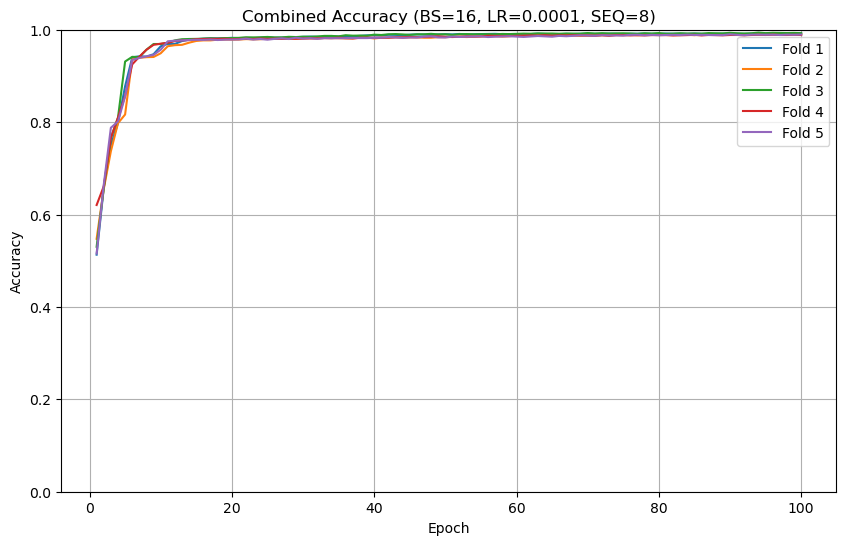 Combined Accuracy (BS=16, LR=0.0001, SEQ=8)
Accuracy
1.0
0.8
0.6
0.4
0.2
0.0
Fold 1
Fold 2
Fold 3
Fold 4
Fold 5
0 20 40 60 80 100
Epoch